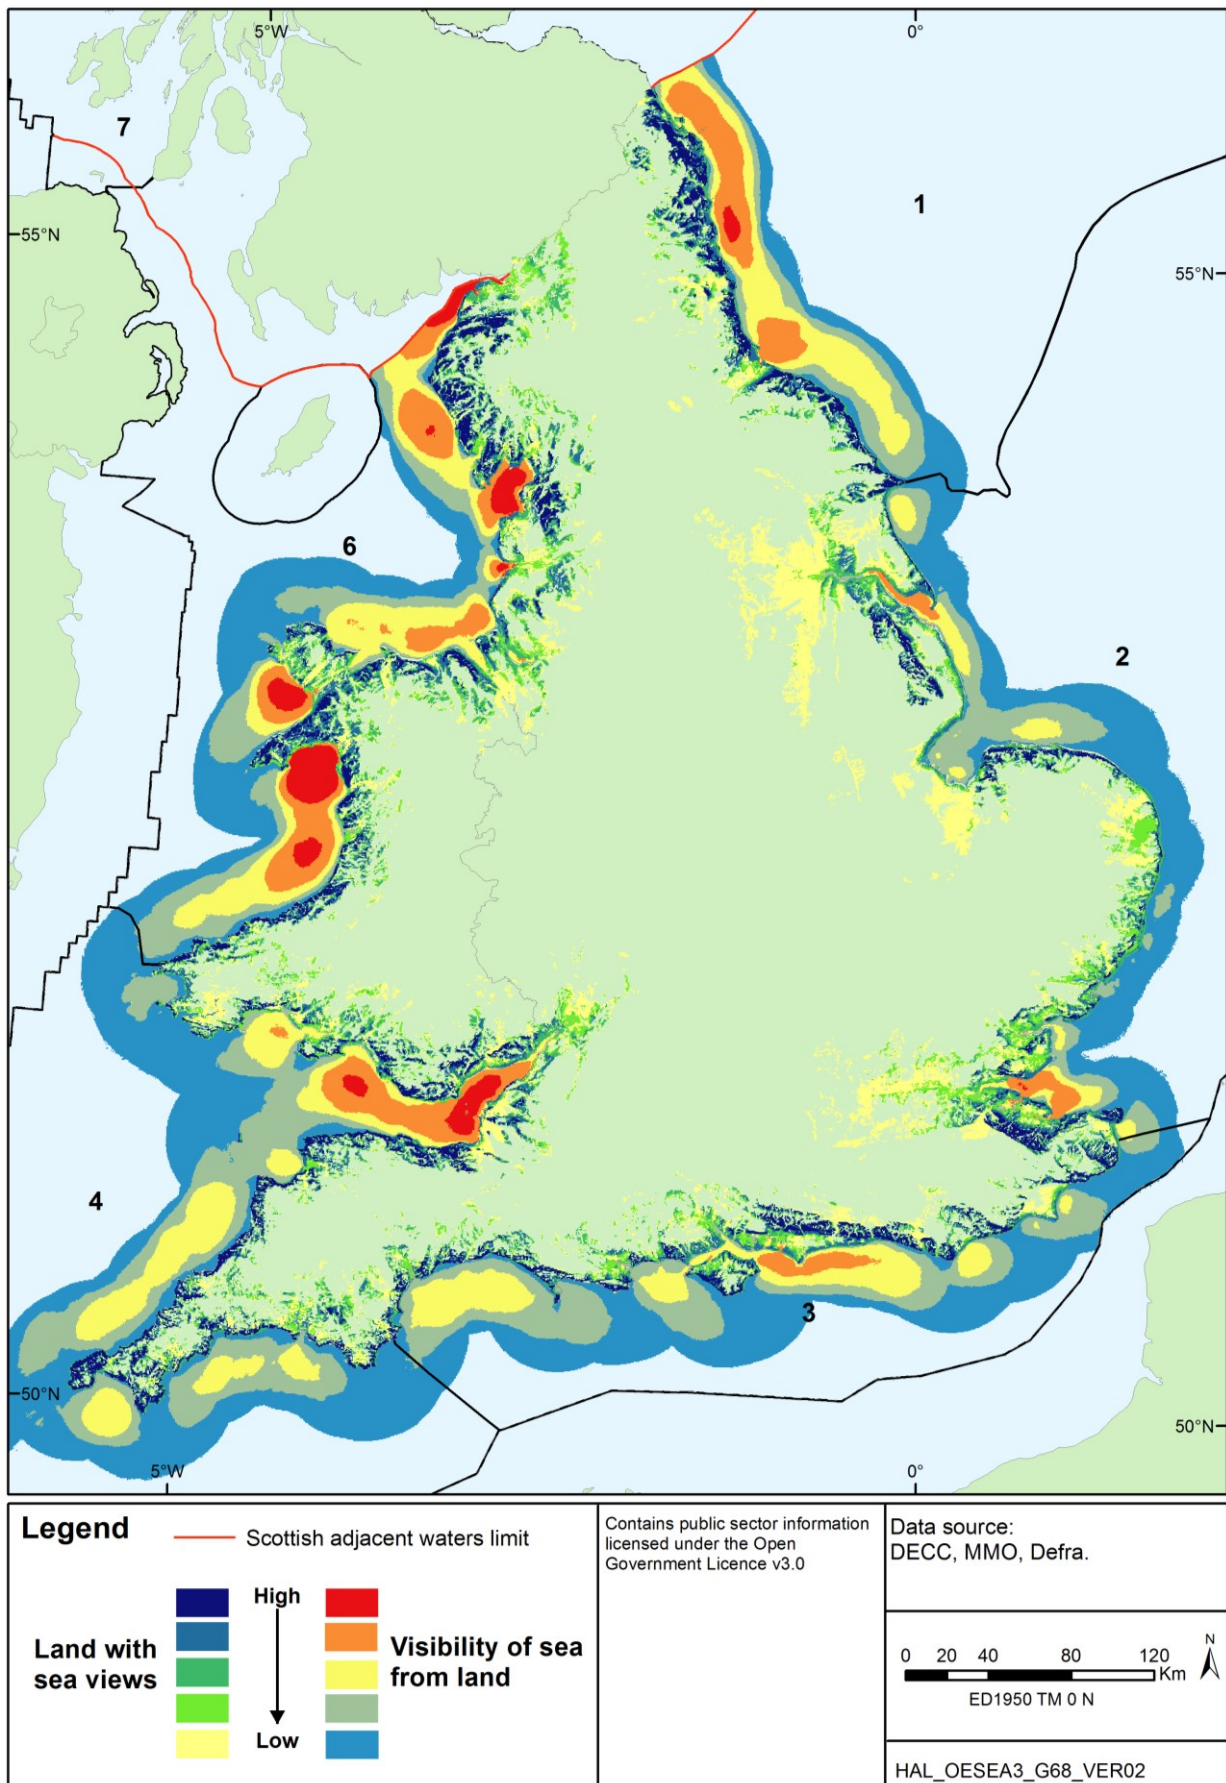 5°W
0°
7
1
55°N
55°N
6
2
4
3
50°N
50°N
5°W
0°
Legend
Scottish adjacent waters limit
High
Land with
sea views
Visibility of sea
from land
Low
Contains public sector information
licensed under the Open
Government Licence v3.0
Data source:
DECC, MMO, Defra.
N
0 20 40 80 120
Km
ED1950 TM 0 N
HAL_OESEA3_G68_VER02